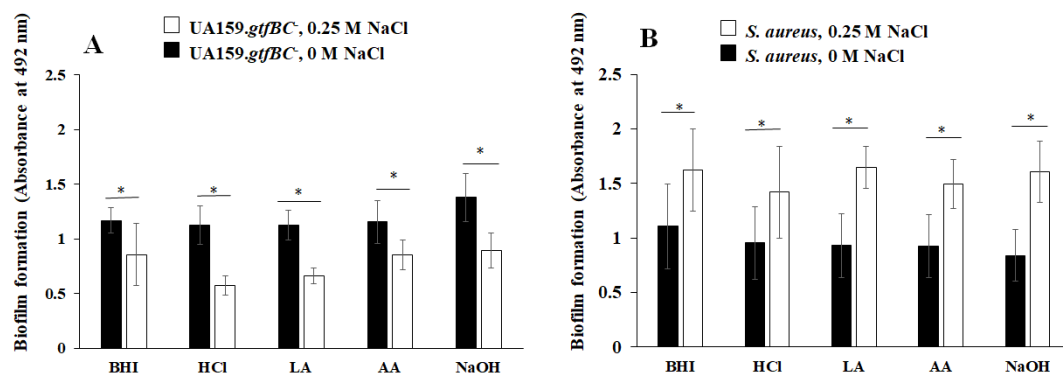 A
UA159.gtfBC-, 0.25 M NaCl
UA159.gtfBC-, 0 M NaCl
Biofilm formation (Absorbance at 492 nm)
2.5
2
1.5
1
0.5
0
* * * * *
BHI HCl LA AA NaOH
B
S. aureus, 0.25 M NaCl
S. aureus, 0 M NaCl
Biofilm formation (Absorbance at 492 nm)
2.5
2
1.5
1
0.5
0
* * * * *
BHI HCl LA AA NaOH